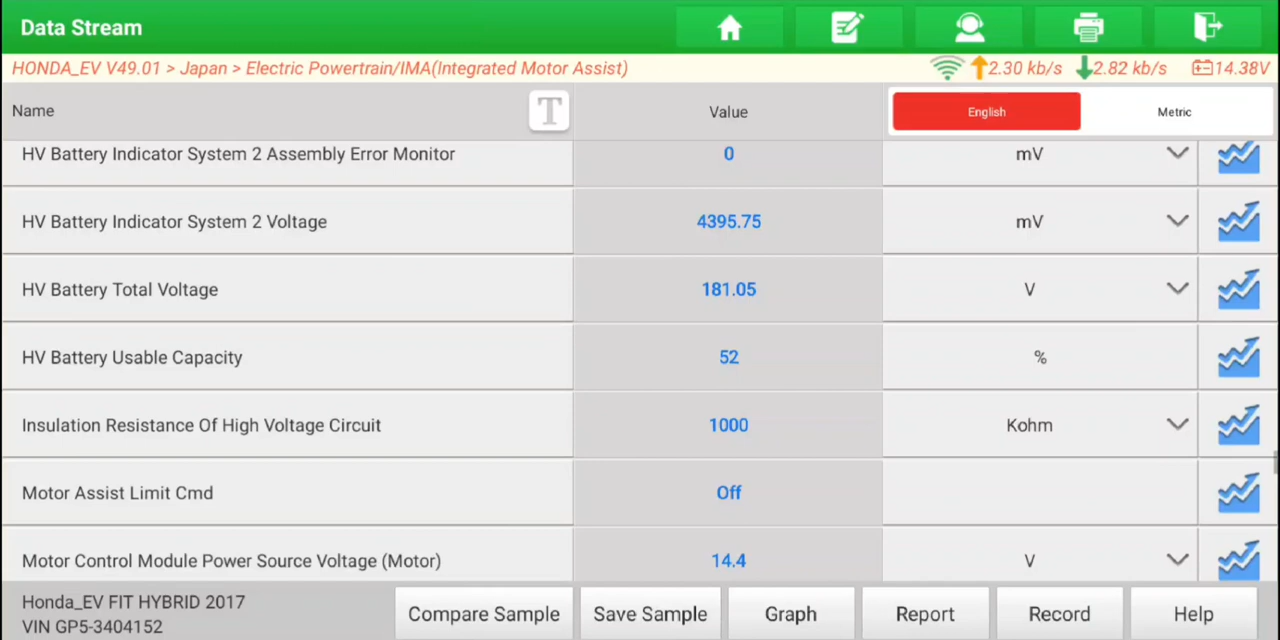 Data Stream
HONDA_EV V49.01 > Japan > Electric Powertrain/IMA(Integrated Motor Assist) 2.30 kb/s 2.82 kb/s 14.38V
Name T Value English Metric
HV Battery Indicator System 2 Assembly Error Monitor 0 mV
HV Battery Indicator System 2 Voltage 4395.75 mV
HV Battery Total Voltage 181.05 V
HV Battery Usable Capacity 52 %
Insulation Resistance Of High Voltage Circuit 1000 Kohm
Motor Assist Limit Cmd Off
Motor Control Module Power Source Voltage (Motor) 14.4 V
Honda_EV FIT HYBRID 2017
VIN GP5-3404152
Compare Sample Save Sample Graph Report Record Help